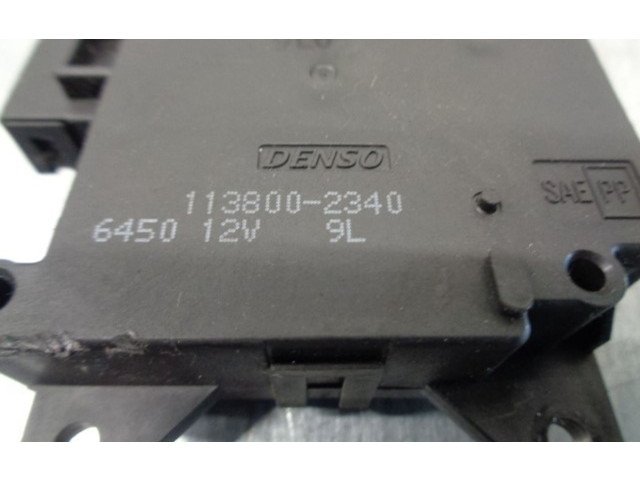 DENSO
SAE PP
113800-2340
6450 12V 9L